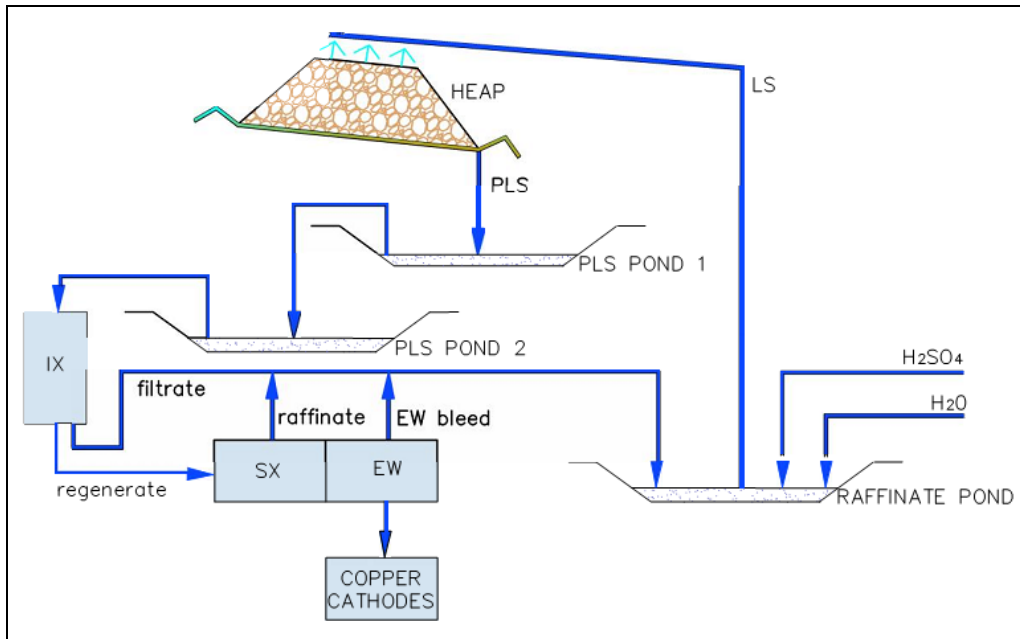 LS
HEAP
PLS
PLS POND 1
PLS POND 2
IX
H₂SO₄
filtrate
H₂O
raffinate
EW bleed
SX
EW
regenerate
RAFFINATE POND
COPPER
CATHODES